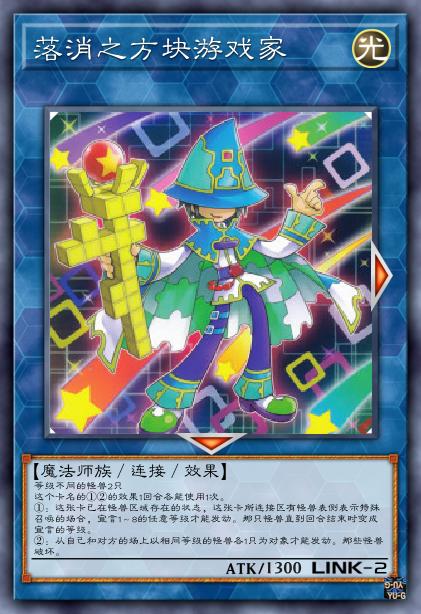 落消之方块游戏家
光
【魔法师族／连接／效果】
等级不同的怪兽2只
这个卡名的①②的效果1回合各能使用1次。
①：这张卡已在怪兽区域存在的状态，这张卡所连接区有怪兽表侧表示特殊
召唤的场合，宣言1~8的任意等级才能发动。那只怪兽直到回合结束时变成
宣言的等级。
②：从自己和对方的场上以相同等级的怪兽各1只为对象才能发动。那些怪兽
破坏。
ATK/1300 LINK-2